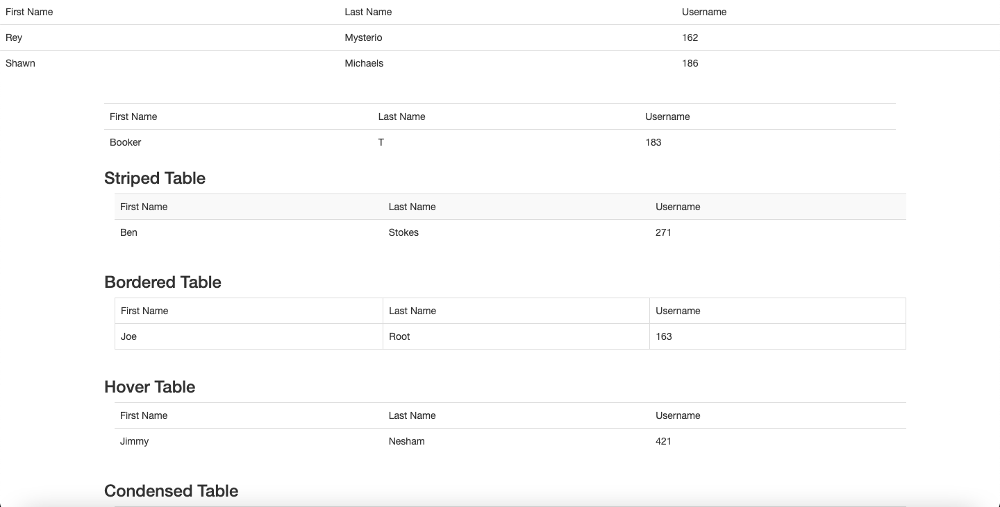 First Name Last Name Username
Rey Mysterio 162
Shawn Michaels 186
First Name Last Name Username
Booker T 183
Striped Table
First Name Last Name Username
Ben Stokes 271
Bordered Table
First Name Last Name Username
Joe Root 163
Hover Table
First Name Last Name Username
Jimmy Nesham 421
Condensed Table